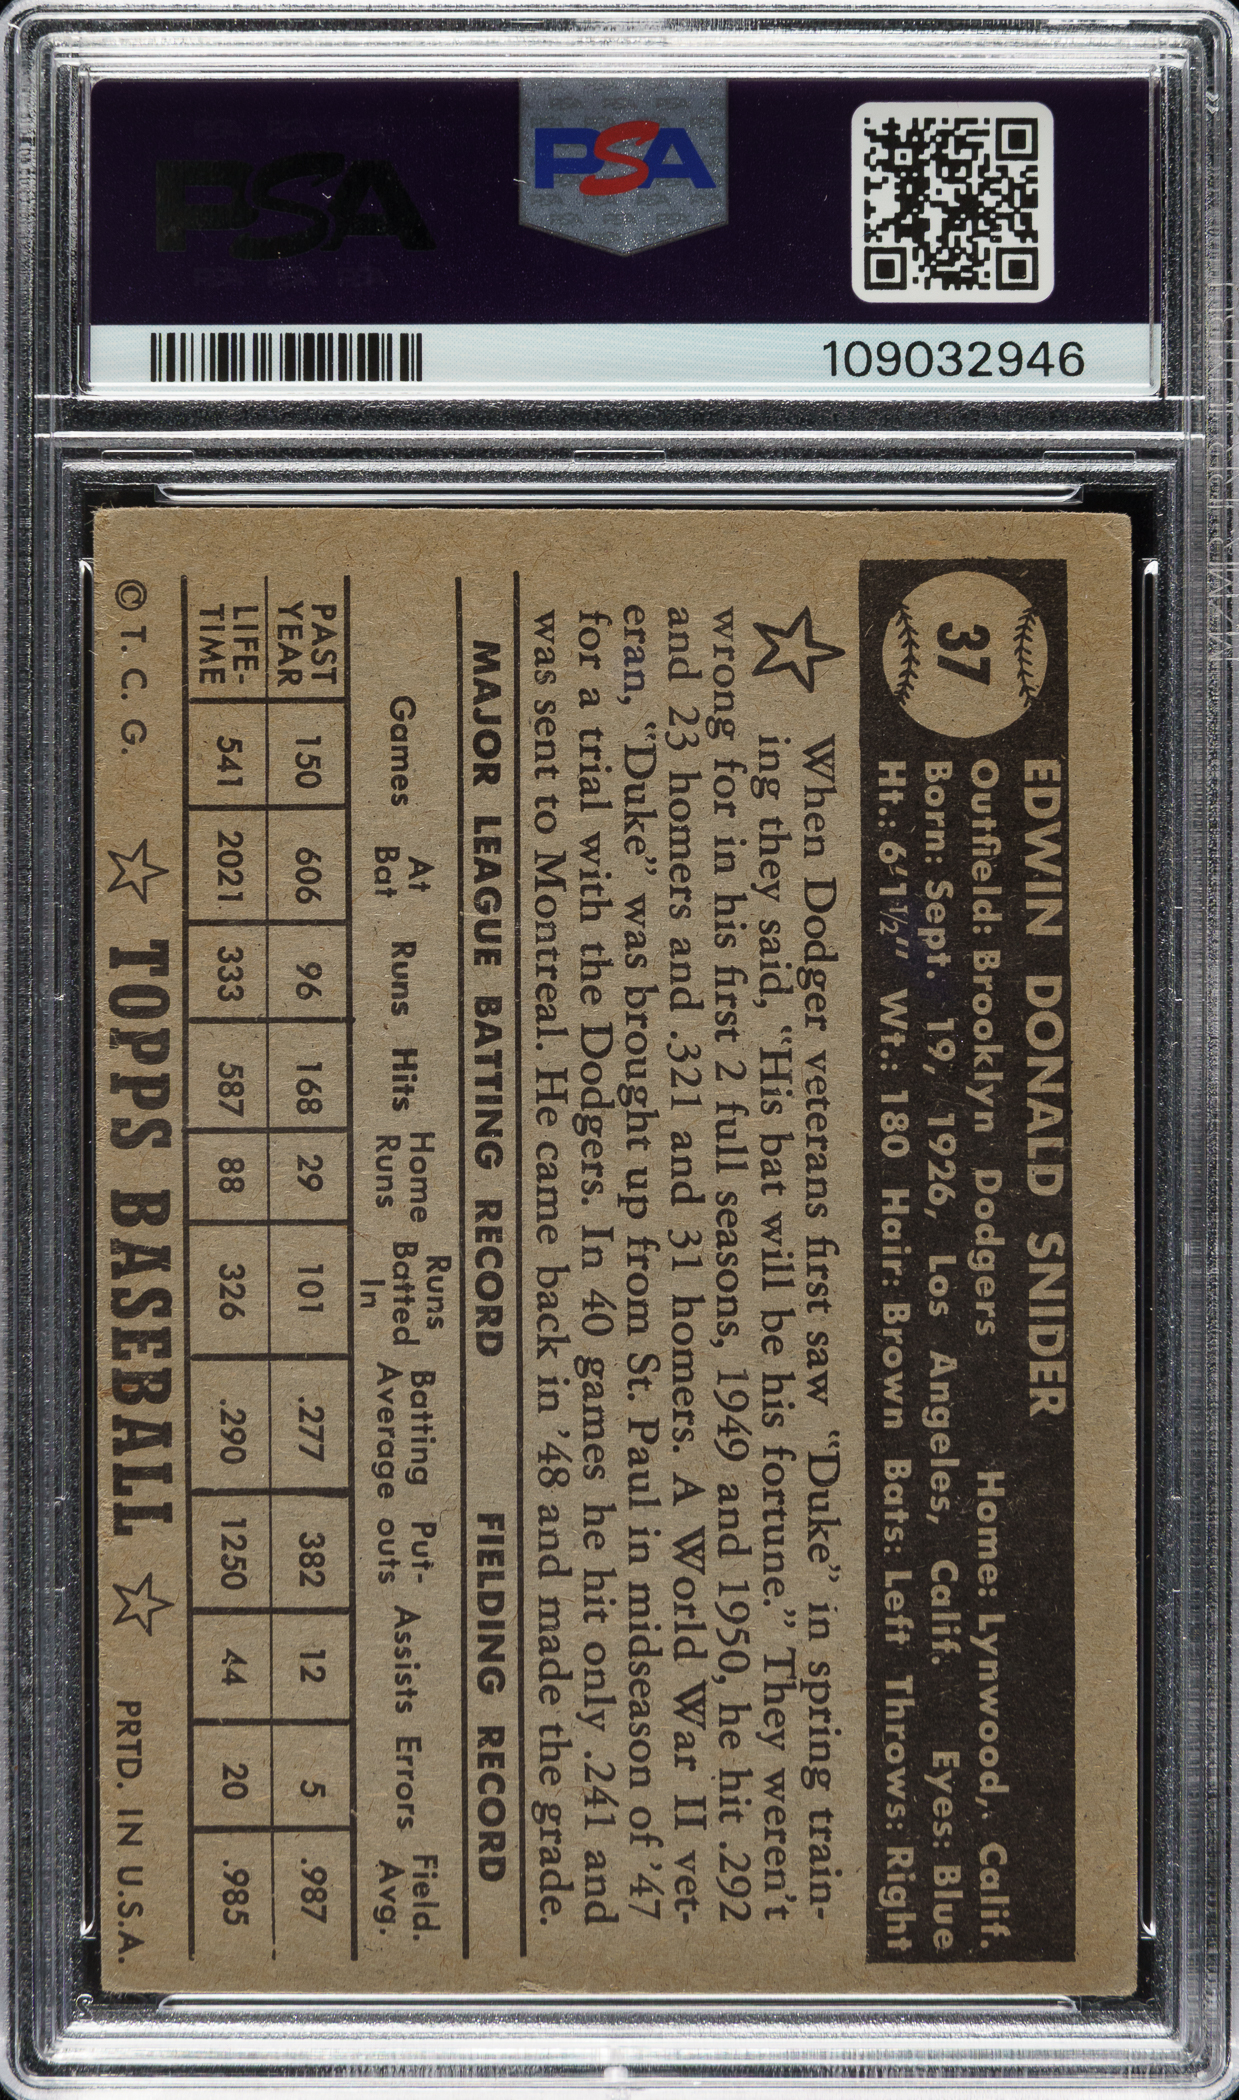 PSA
PSA
109032946
37
EDWIN DONALD SNIDER
Outfield: Brooklyn Dodgers Home: Lynwood, Calif.
Born: Sept. 19, 1926, Los Angeles, Calif. Eyes: Blue
Ht.: 6'1½" Wt.: 180 Hair: Brown Bats: Left Throws: Right
When Dodger veterans first saw "Duke" in spring train-
ing they said, "His bat will be his fortune." They weren't
wrong for in his first 2 full seasons, 1949 and 1950, he hit .292
and 23 homers and .321 and 31 homers. A World War II vet-
eran, "Duke" was brought up from St. Paul in midseason of '47
for a trial with the Dodgers. In 40 games he hit only .241 and
was sent to Montreal. He came back in '48 and made the grade.
MAJOR LEAGUE BATTING RECORD FIELDING RECORD
Games At Bat Runs Hits Home Runs Runs Batted In Batting Average Put-outs Assists Errors Field. Avg.
PAST YEAR 150 606 96 168 29 101 .277 382 12 5 .987
LIFE-TIME 541 2021 333 587 88 326 .290 1250 44 20 .985
© T. C. G. ☆ TOPPS BASEBALL ☆ PRTD. IN U.S.A.